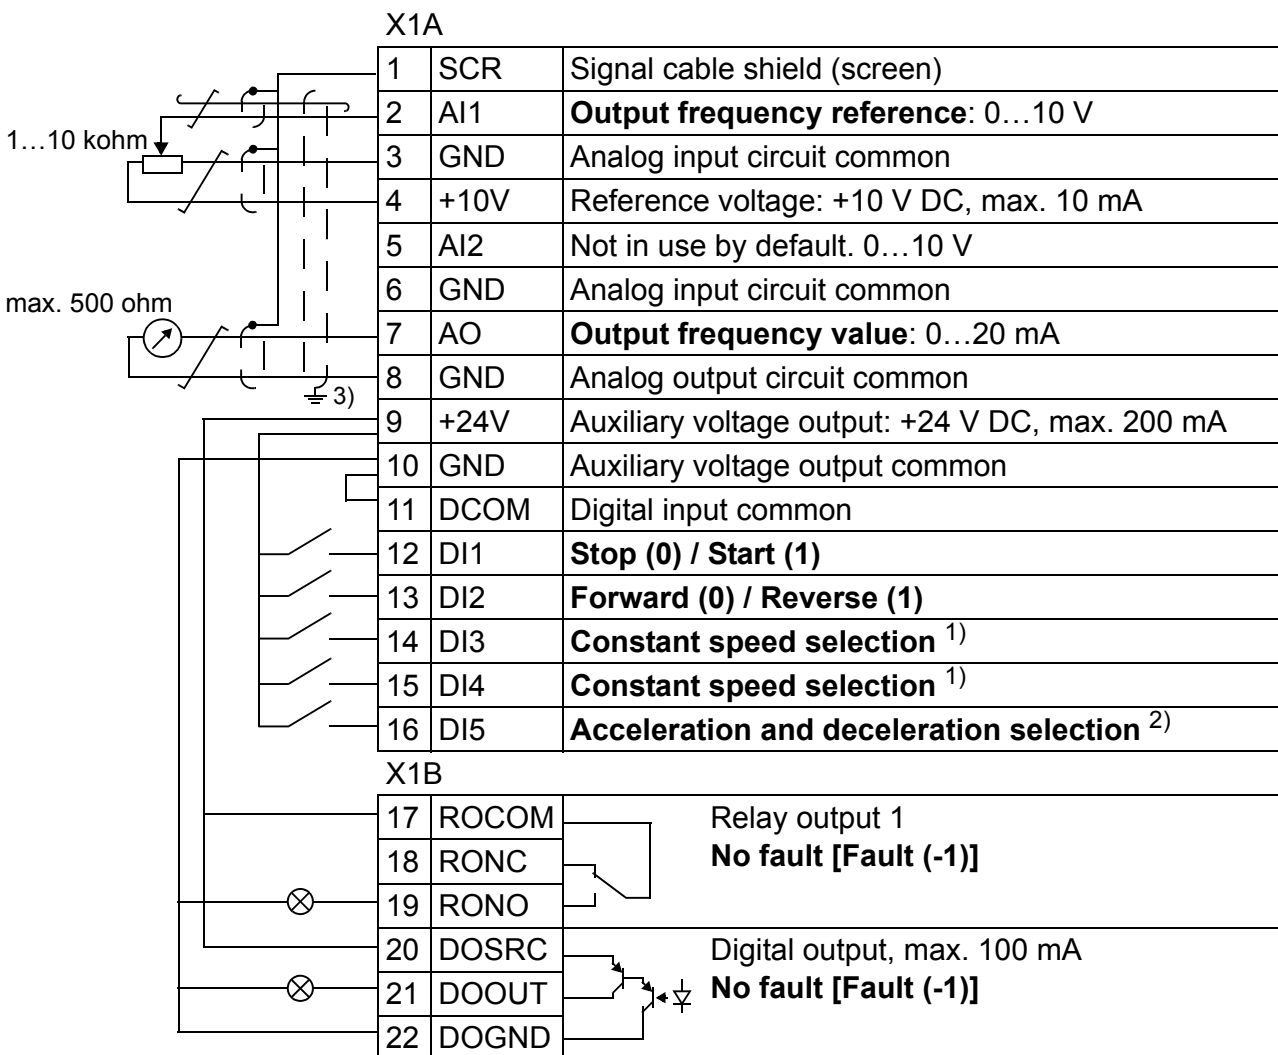 X1A
1 SCR Signal cable shield (screen)
2 AI1 Output frequency reference: 0…10 V
1…10 kohm
3 GND Analog input circuit common
4 +10V Reference voltage: +10 V DC, max. 10 mA
5 AI2 Not in use by default. 0…10 V
6 GND Analog input circuit common
max. 500 ohm
7 AO Output frequency value: 0…20 mA
8 GND Analog output circuit common
3)
9 +24V Auxiliary voltage output: +24 V DC, max. 200 mA
10 GND Auxiliary voltage output common
11 DCOM Digital input common
12 DI1 Stop (0) / Start (1)
13 DI2 Forward (0) / Reverse (1)
14 DI3 Constant speed selection 1)
15 DI4 Constant speed selection 1)
16 DI5 Acceleration and deceleration selection 2)
X1B
17 ROCOM Relay output 1
18 RONC No fault [Fault (-1)]
19 RONO
20 DOSRC Digital output, max. 100 mA
21 DOOUT No fault [Fault (-1)]
22 DOGND